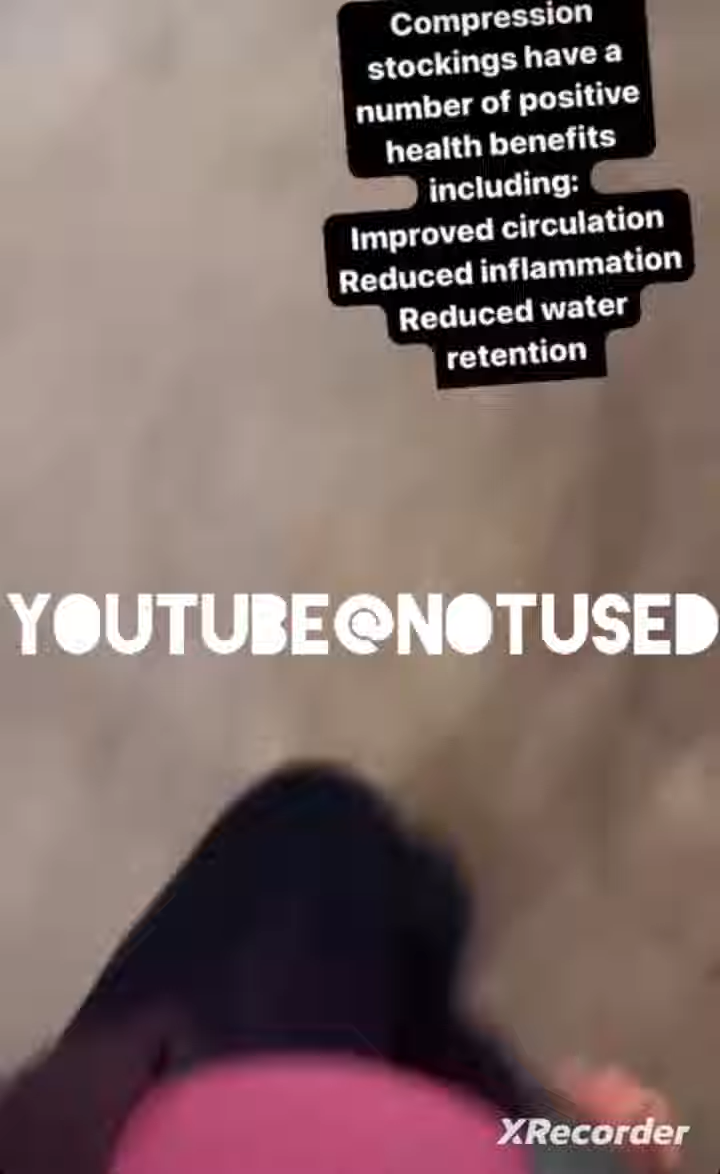 Compression
stockings have a
number of positive
health benefits
including:
Improved circulation
Reduced inflammation
Reduced water
retention
YOUTUBE@NOTUSED
XRecorder